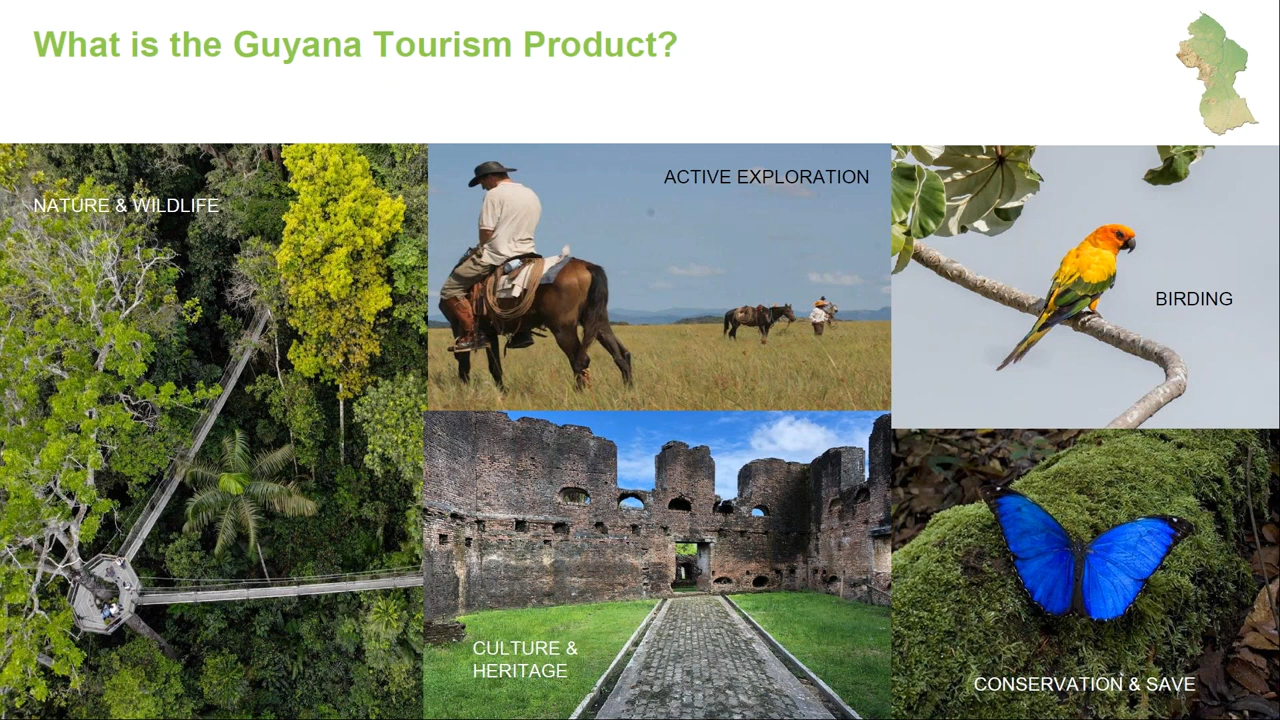 What is the Guyana Tourism Product?
NATURE & WILDLIFE
ACTIVE EXPLORATION
BIRDING
CULTURE &
HERITAGE
CONSERVATION & SAVE